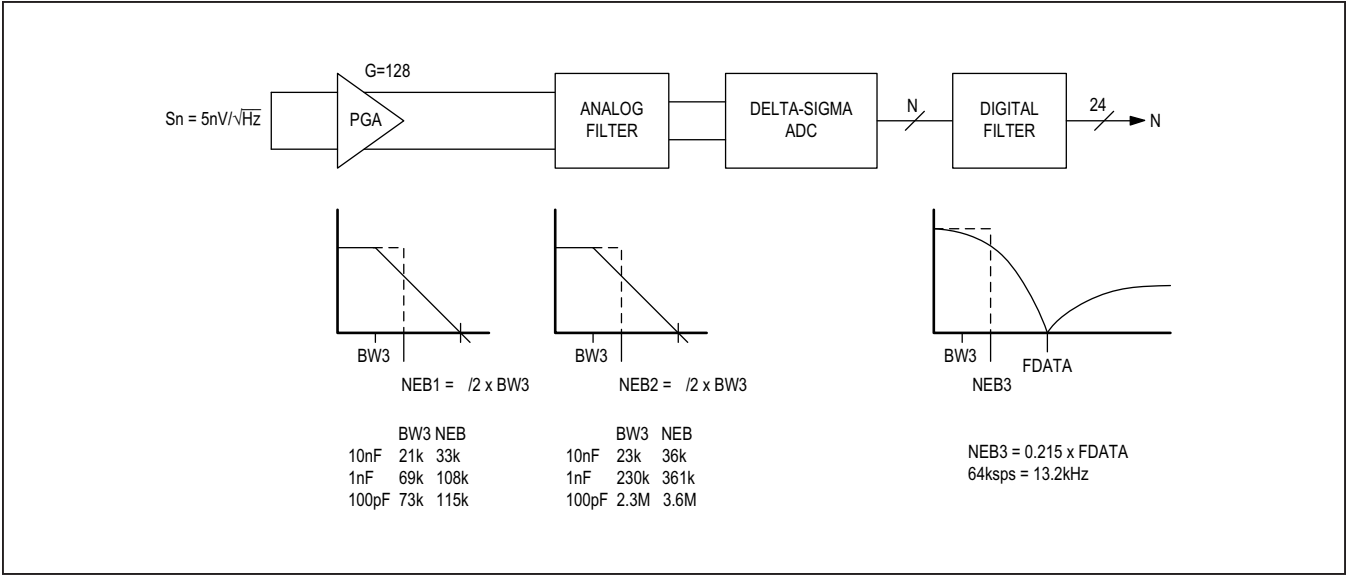 G=128
Sn = 5nV/√Hz
PGA
ANALOG
FILTER
DELTA-SIGMA
ADC
N
DIGITAL
FILTER
24
N
BW3
NEB1 = /2 x BW3
BW3 NEB
10nF 21k 33k
1nF 69k 108k
100pF 73k 115k
BW3
NEB2 = /2 x BW3
BW3 NEB
10nF 23k 36k
1nF 230k 361k
100pF 2.3M 3.6M
BW3
FDATA
NEB3
NEB3 = 0.215 x FDATA
64ksps = 13.2kHz